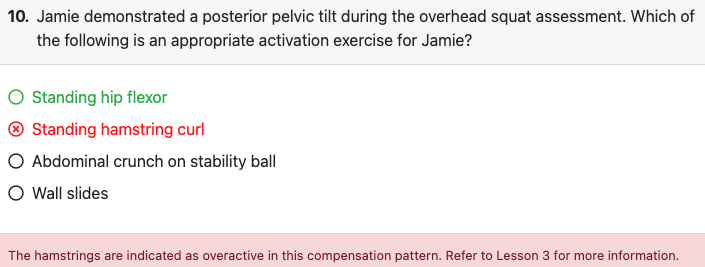 10. Jamie demonstrated a posterior pelvic tilt during the overhead squat assessment. Which of
the following is an appropriate activation exercise for Jamie?
Standing hip flexor
Standing hamstring curl
Abdominal crunch on stability ball
Wall slides
The hamstrings are indicated as overactive in this compensation pattern. Refer to Lesson 3 for more information.